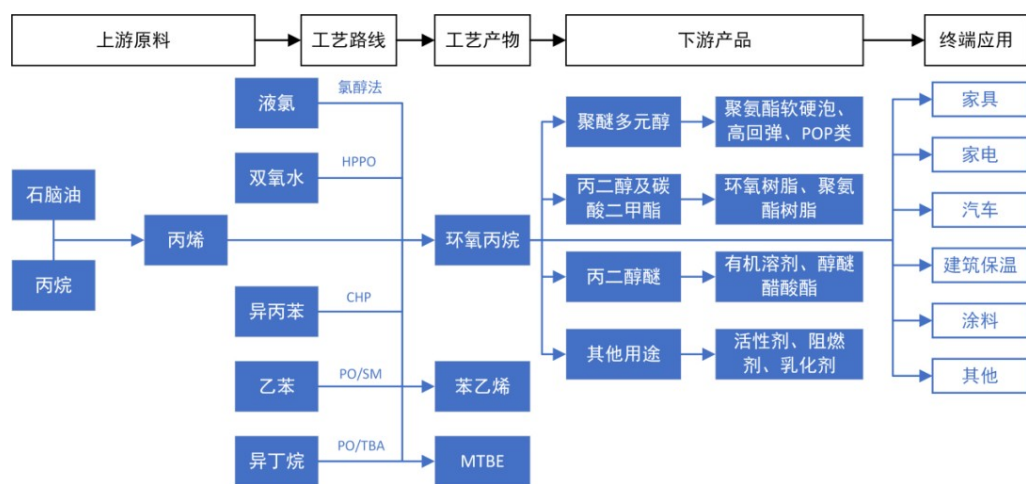 上游原料
工艺路线
工艺产物
下游产品
终端应用
液氯
氯醇法
双氧水
HPPO
石脑油
丙烷
丙烯
异丙苯
CHP
乙苯
PO/SM
异丁烷
PO/TBA
环氧丙烷
苯乙烯
MTBE
聚醚多元醇
聚氨酯软硬泡、
高回弹、POP类
丙二醇及碳
酸二甲酯
环氧树脂、聚氨
酯树脂
丙二醇醚
有机溶剂、醇醚
醋酸酯
其他用途
活性剂、阻燃
剂、乳化剂
家具
家电
汽车
建筑保温
涂料
其他